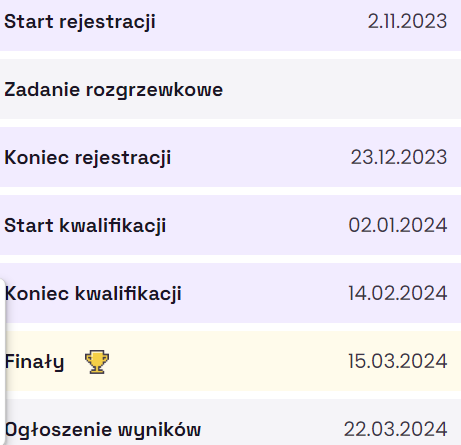 Start rejestracji 2.11.2023
Zadanie rozgrzewkowe
Koniec rejestracji 23.12.2023
Start kwalifikacji 02.01.2024
Koniec kwalifikacji 14.02.2024
Finały 15.03.2024
Ogłoszenie wyników 22.03.2024